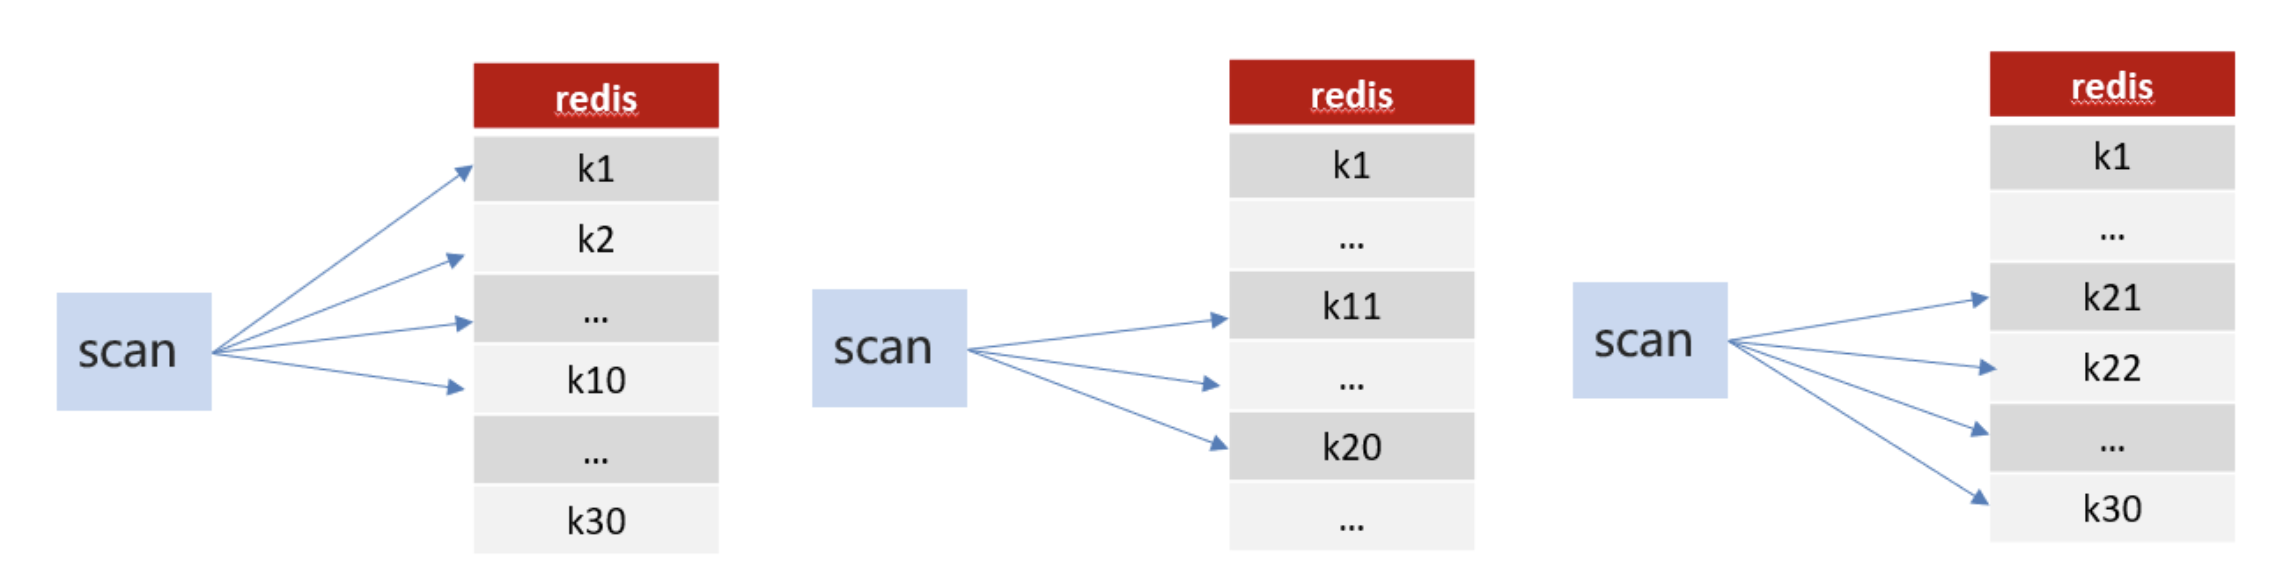 scan
redis
k1
k2
...
k10
...
k30
scan
redis
k1
...
k11
...
k20
...
scan
redis
k1
...
k21
k22
...
k30